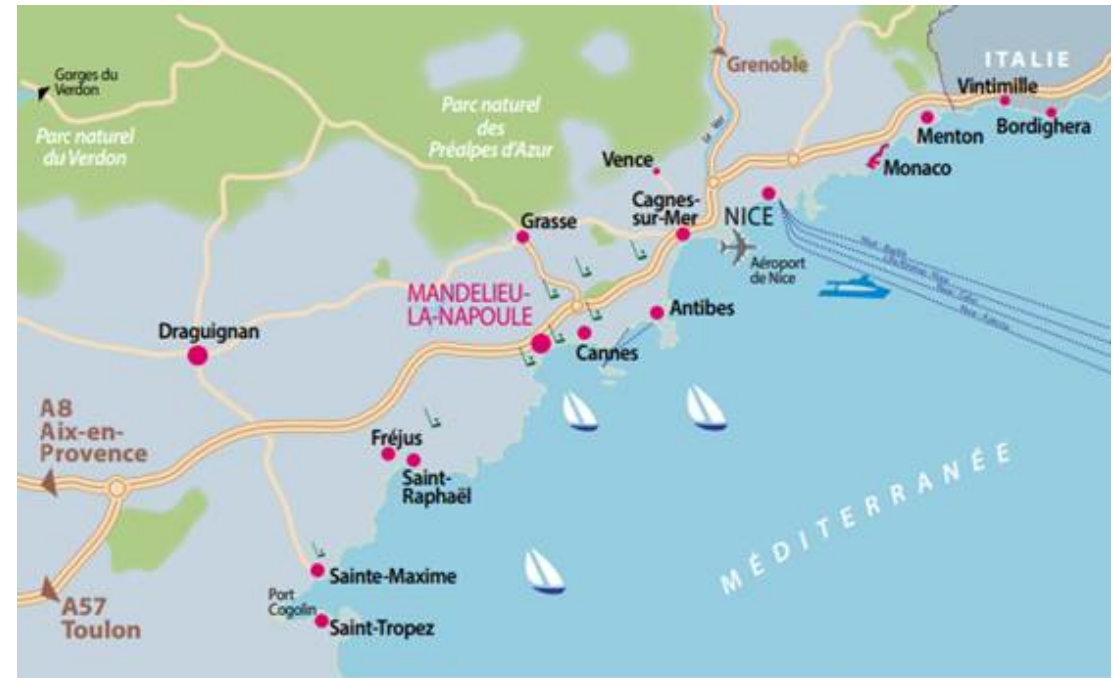 Gorges du
Verdon
Parc naturel
du Verdon
Parc naturel
des
Préalpes d'Azur
Grenoble
ITALIE
Vintimille
Bordighera
Menton
Monaco
Vence
Cagnes-
sur-Mer
NICE
Aéroport
de Nice
Grasse
MANDELIEU-
LA-NAPOULE
Antibes
Cannes
Draguignan
A8
Aix-en-
Provence
Fréjus
Saint-
Raphaël
MÉDITERRANÉE
Sainte-Maxime
Port
Cogolin
Saint-Tropez
A57
Toulon